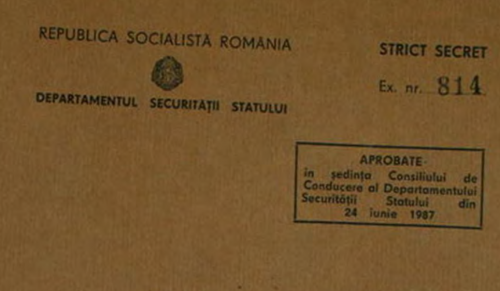 REPUBLICA SOCIALISTĂ ROMÂNIA
DEPARTAMENTUL SECURITĂȚII STATULUI
STRICT SECRET
Ex. nr. 814
APROBATE
în ședința Consiliului de
Conducere al Departamentului
Securității Statului din
24 iunie 1987